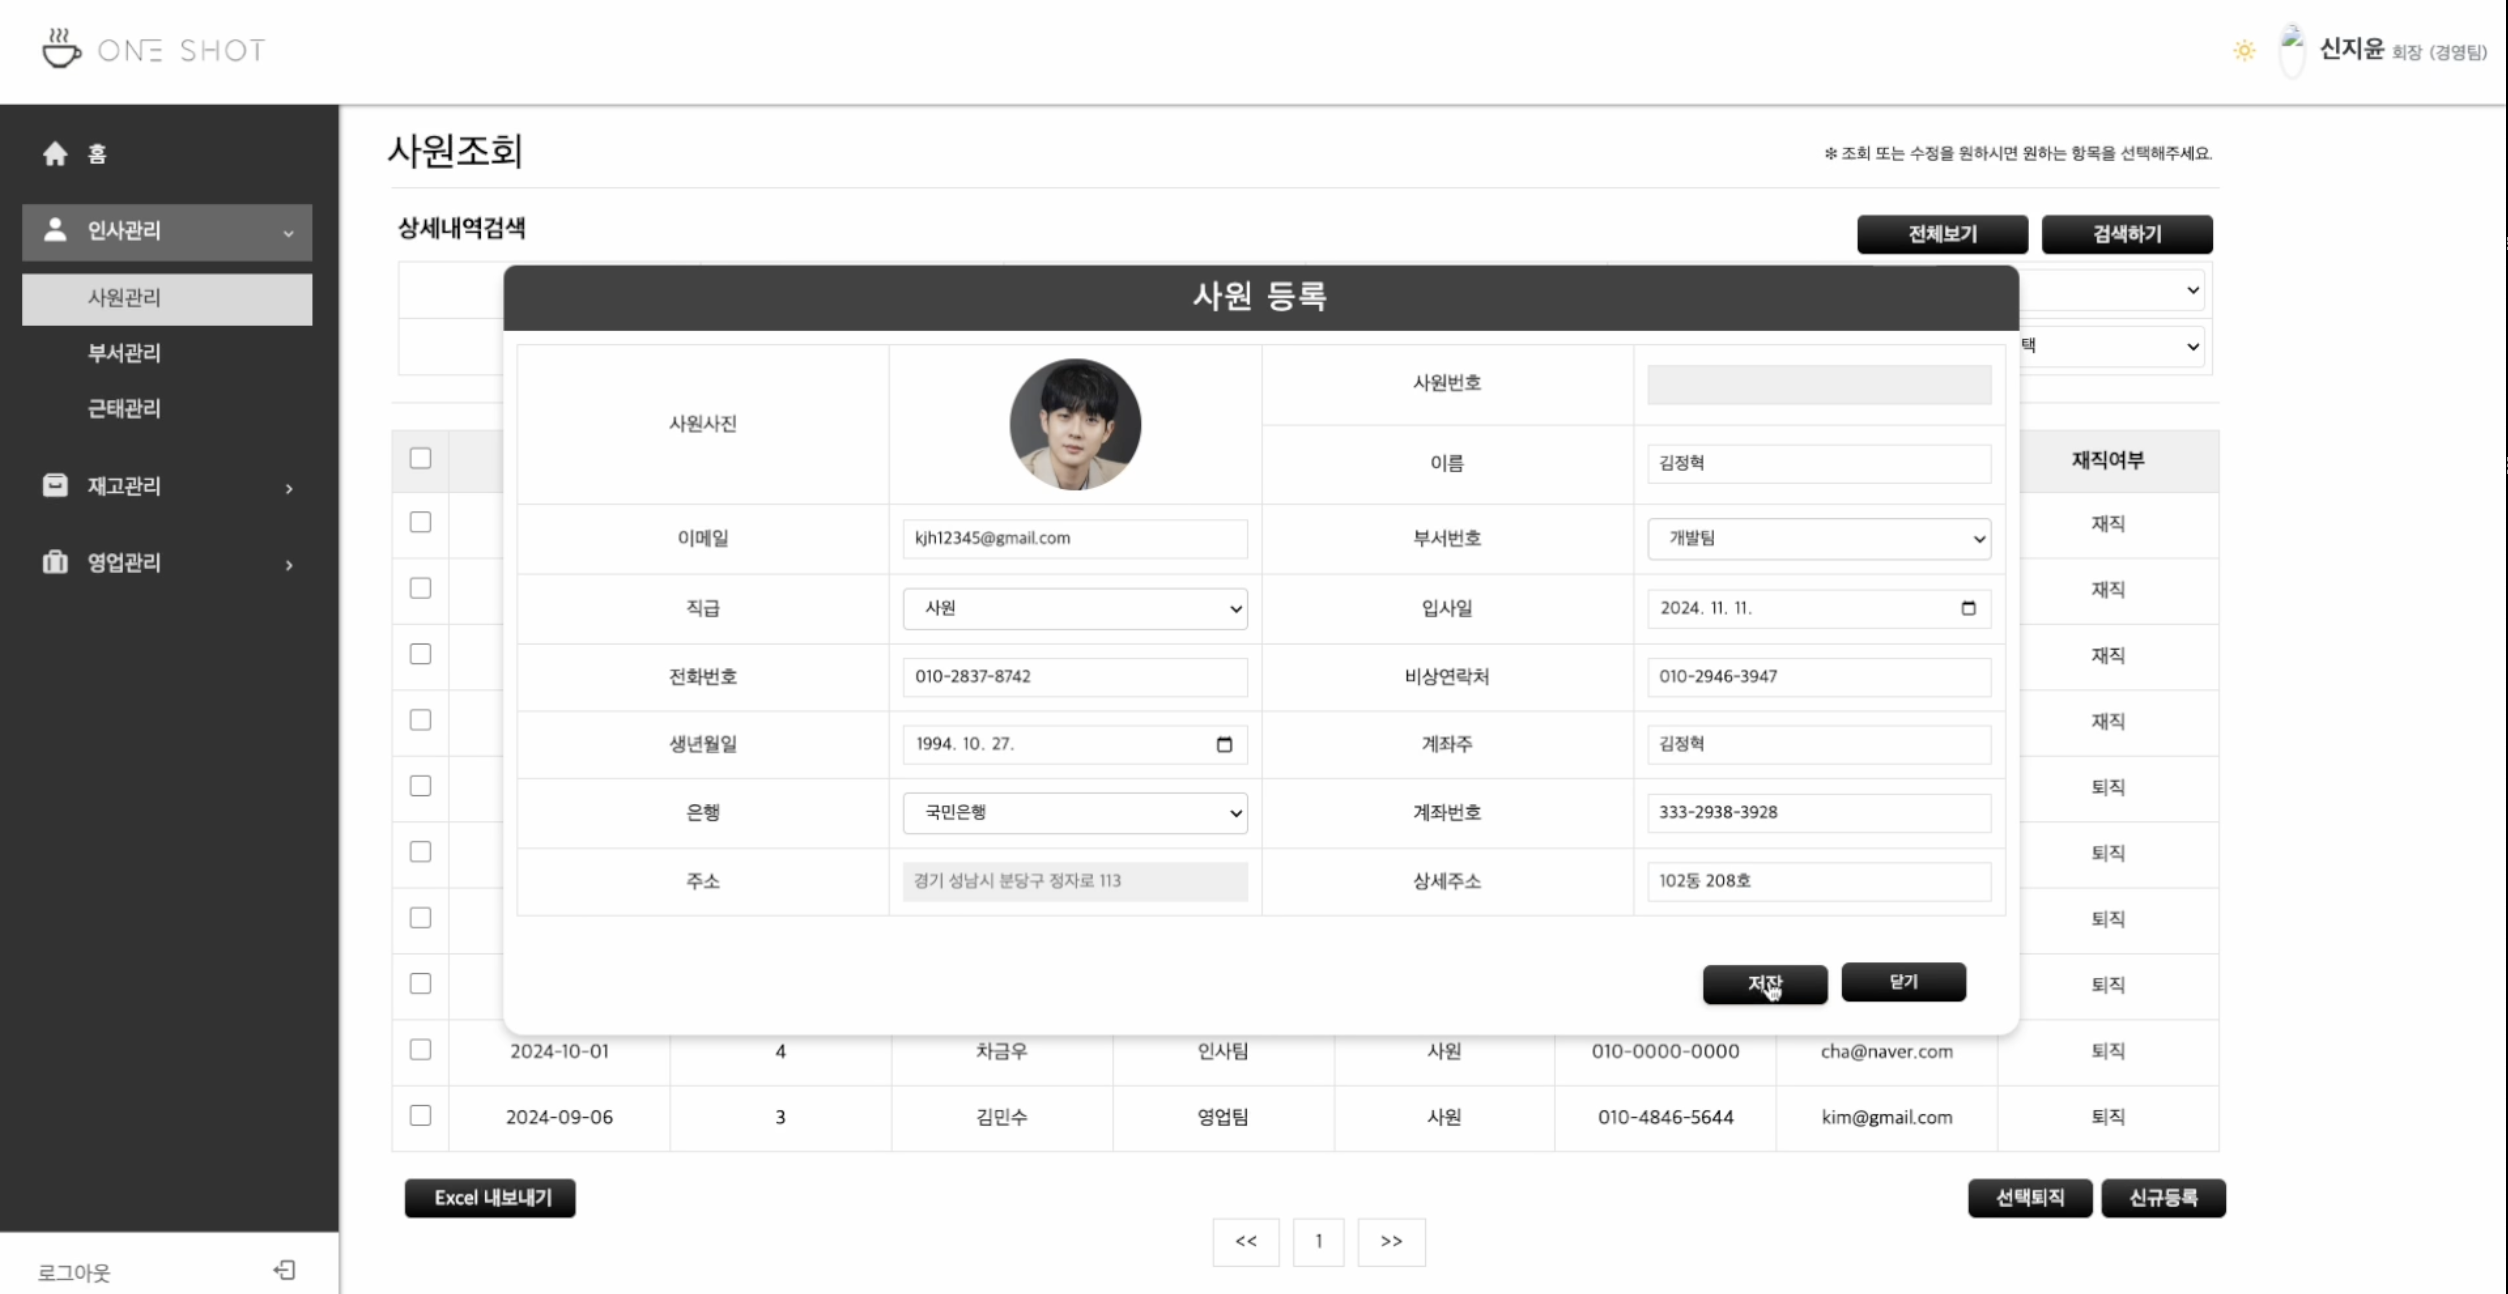 ONE SHOT
신지윤 회장 (경영팀)
홈
인사관리
사원관리
부서관리
근태관리
재고관리
영업관리
로그아웃
사원조회
※ 조회 또는 수정을 원하시면 원하는 항목을 선택해주세요.
상세내역검색
전체보기 검색하기
택
사원 등록
사원사진
사원번호
이름 김정혁
이메일 kjh12345@gmail.com 부서번호 개발팀
직급 사원 입사일 2024. 11. 11.
전화번호 010-2837-8742 비상연락처 010-2946-3947
생년월일 1994. 10. 27. 계좌주 김정혁
은행 국민은행 계좌번호 333-2938-3928
주소 경기 성남시 분당구 정자로 113 상세주소 102동 208호
저장 닫기
재직여부
재직
재직
재직
재직
퇴직
퇴직
퇴직
퇴직
2024-10-01 4 차금우 인사팀 사원 010-0000-0000 cha@naver.com 퇴직
2024-09-06 3 김민수 영업팀 사원 010-4846-5644 kim@gmail.com 퇴직
Excel 내보내기 선택퇴직 신규등록
<< 1 >>